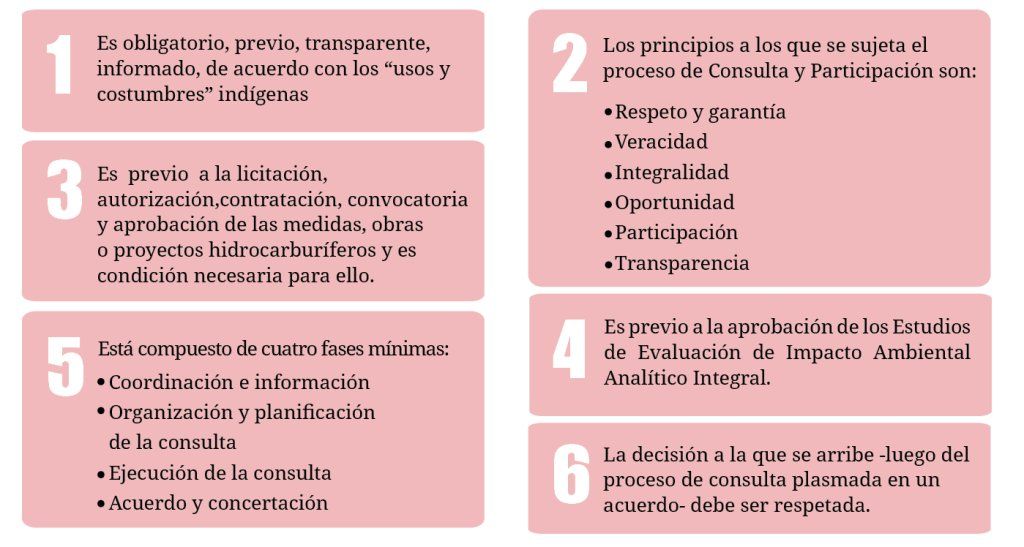 1
Es obligatorio, previo, transparente,
informado, de acuerdo con los “usos y
costumbres” indígenas
2
Los principios a los que se sujeta el
proceso de Consulta y Participación son:
•Respeto y garantía
•Veracidad
•Integralidad
•Oportunidad
•Participación
•Transparencia
3
Es previo a la licitación,
autorización,contratación, convocatoria
y aprobación de las medidas, obras
o proyectos hidrocarburíferos y es
condición necesaria para ello.
4
Es previo a la aprobación de los Estudios
de Evaluación de Impacto Ambiental
Analítico Integral.
5
Está compuesto de cuatro fases mínimas:
•Coordinación e información
•Organización y planificación
de la consulta
•Ejecución de la consulta
•Acuerdo y concertación
6
La decisión a la que se arribe -luego del
proceso de consulta plasmada en un
acuerdo- debe ser respetada.